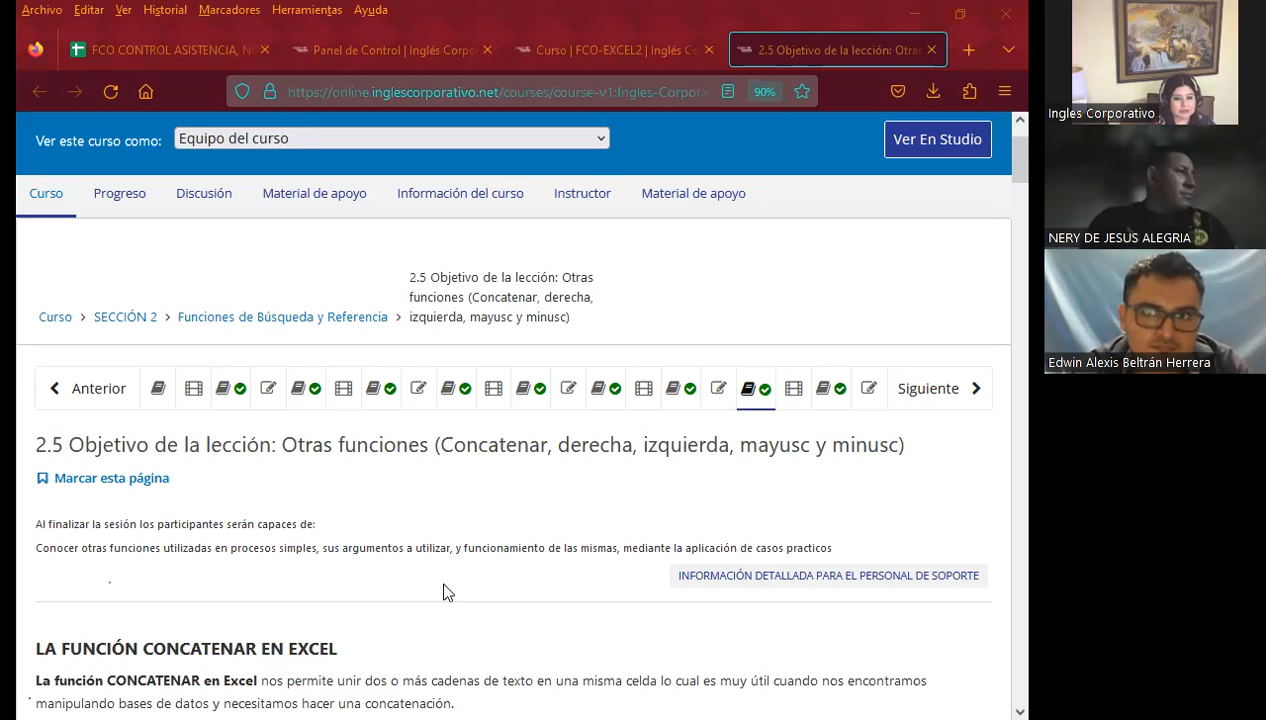 Archivo Editar Ver Historial Marcadores Herramientas Ayuda
FCO CONTROL ASISTENCIA, N
Panel de Control | Inglés Corpo
Curso | FCO-EXCEL2 | Inglés Co
2.5 Objetivo de la lección: Otras
https://online.inglescorporativo.net/courses/course-v1:Ingles-Corpora
90%
Ver este curso como:
Equipo del curso
Ver En Studio
Curso Progreso Discusión Material de apoyo Información del curso Instructor Material de apoyo
Curso > SECCIÓN 2 > Funciones de Búsqueda y Referencia >
2.5 Objetivo de la lección: Otras
funciones (Concatenar, derecha,
izquierda, mayusc y minusc)
Anterior
Siguiente
2.5 Objetivo de la lección: Otras funciones (Concatenar, derecha, izquierda, mayusc y minusc)
Marcar esta página
Al finalizar la sesión los participantes serán capaces de:
Conocer otras funciones utilizadas en procesos simples, sus argumentos a utilizar, y funcionamiento de las mismas, mediante la aplicación de casos practicos
INFORMACIÓN DETALLADA PARA EL PERSONAL DE SOPORTE
LA FUNCIÓN CONCATENAR EN EXCEL
La función CONCATENAR en Excel nos permite unir dos o más cadenas de texto en una misma celda lo cual es muy útil cuando nos encontramos
manipulando bases de datos y necesitamos hacer una concatenación.
Ingles Corporativo
NERY DE JESUS ALEGRIA
Edwin Alexis Beltrán Herrera